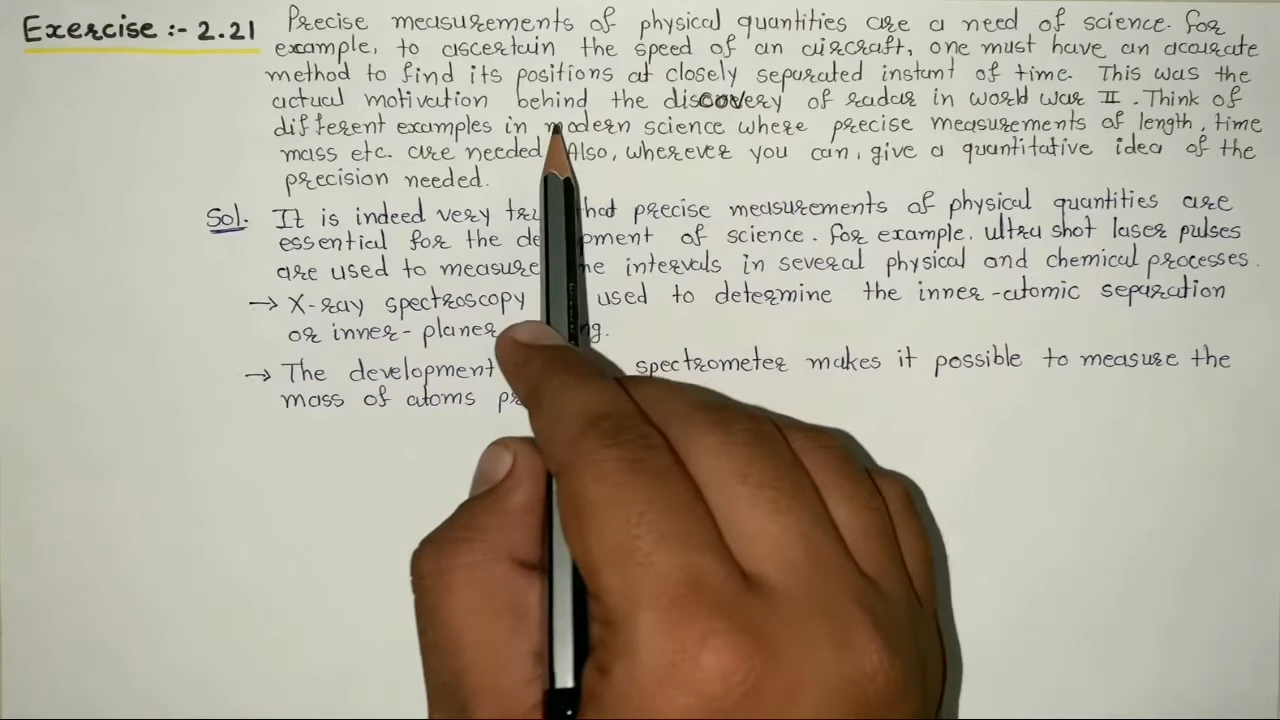 Exercise :- 2.21
Precise measurements of physical quantities are a need of science. For
example, to ascertain the speed of an aircraft, one must have an accurate
method to find its positions at closely separated instant of time. This was the
actual motivation behind the discovery of radar in world war II. Think of
different examples in modern science where precise measurements of length, time
mass etc. are needed Also, wherever you can, give a quantitative idea of the
precision needed.
Sol. It is indeed very that precise measurements of physical quantities are
essential for the of science. For example, ultra shot laser pulses
are used to measure intervals in several physical and chemical processes.
→ X-ray spectroscopy used to determine the inner-atomic separation
or inner-planer
→ The development spectrometer makes it possible to measure the
mass of atoms